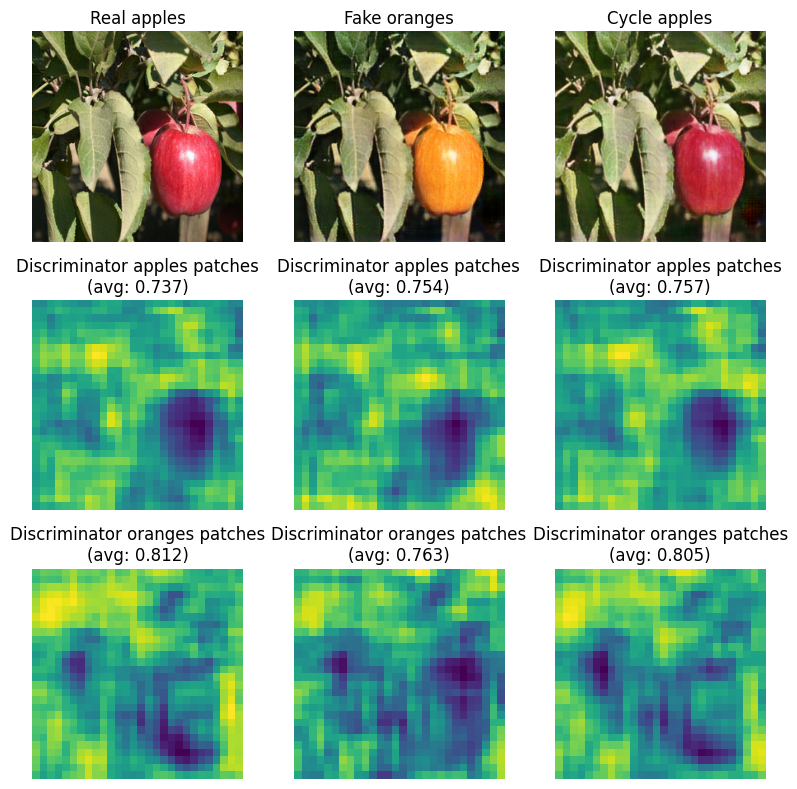 Real apples
Fake oranges
Cycle apples
Discriminator apples patches
(avg: 0.737)
Discriminator apples patches
(avg: 0.754)
Discriminator apples patches
(avg: 0.757)
Discriminator oranges patches
(avg: 0.812)
Discriminator oranges patches
(avg: 0.763)
Discriminator oranges patches
(avg: 0.805)